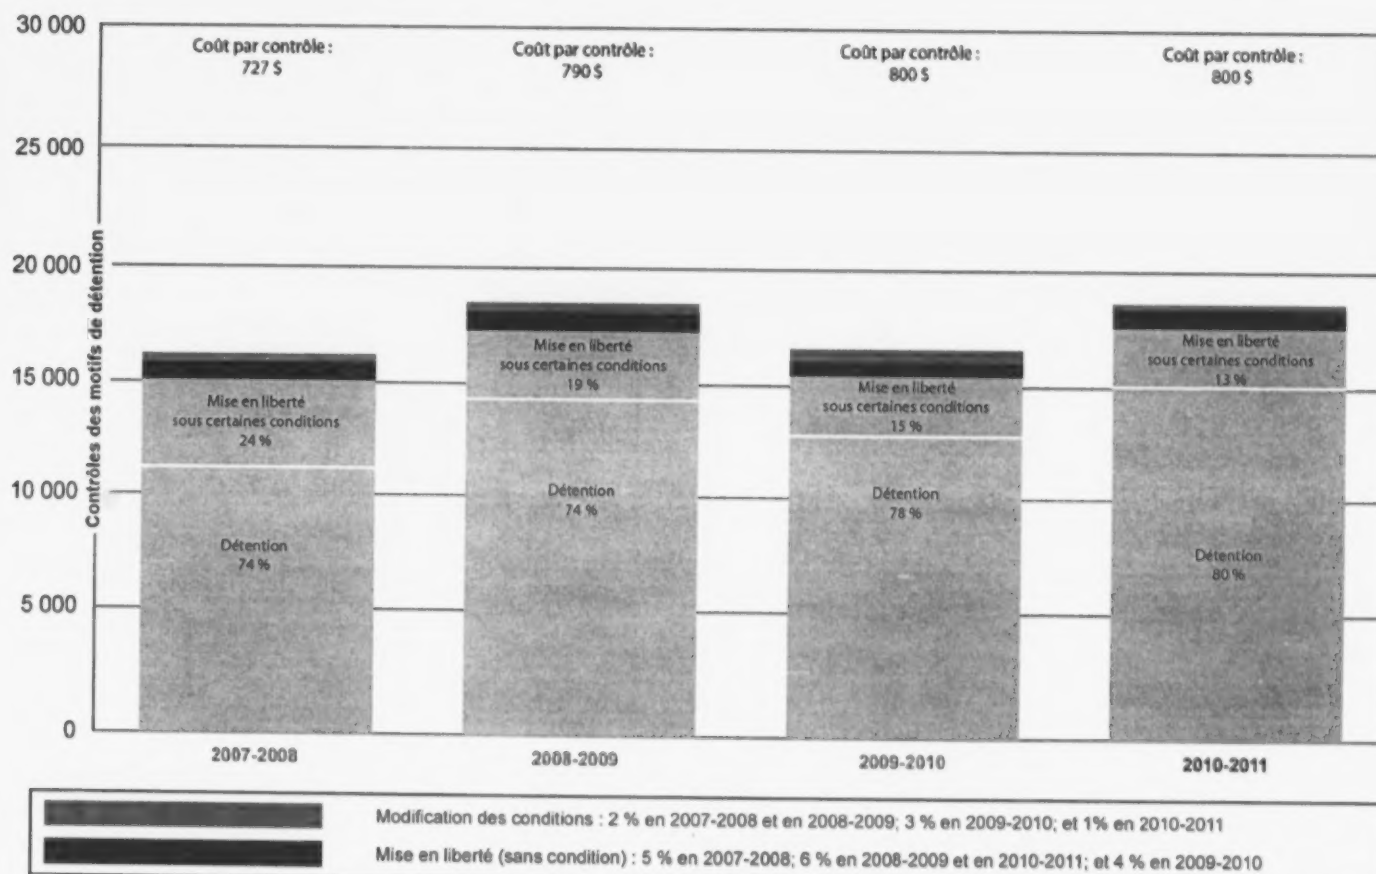 30 000
25 000
20 000
15 000
10 000
5 000
0
Contrôles des motifs de détention
Coût par contrôle :
727 $
Coût par contrôle :
790 $
Coût par contrôle :
800 $
Coût par contrôle :
800 $
Mise en liberté
sous certaines conditions
24 %
Détention
74 %
Mise en liberté
sous certaines conditions
19 %
Détention
74 %
Mise en liberté
sous certaines conditions
15 %
Détention
78 %
Mise en liberté
sous certaines conditions
13 %
Détention
80 %
2007-2008
2008-2009
2009-2010
2010-2011
Modification des conditions : 2 % en 2007-2008 et en 2008-2009; 3 % en 2009-2010; et 1% en 2010-2011
Mise en liberté (sans condition) : 5 % en 2007-2008; 6 % en 2008-2009 et en 2010-2011; et 4 % en 2009-2010